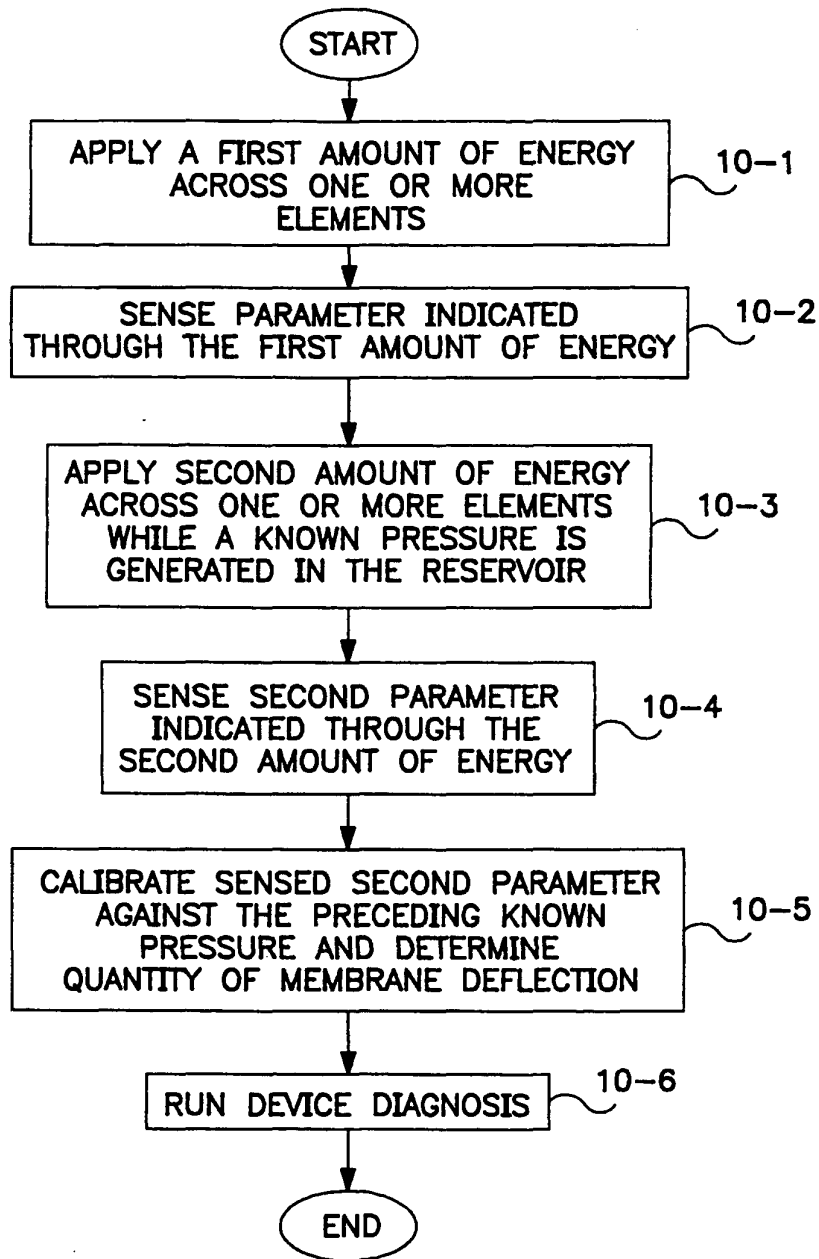 START
APPLY A FIRST AMOUNT OF ENERGY
ACROSS ONE OR MORE
ELEMENTS
10-1
SENSE PARAMETER INDICATED
THROUGH THE FIRST AMOUNT OF ENERGY
10-2
APPLY SECOND AMOUNT OF ENERGY
ACROSS ONE OR MORE ELEMENTS
WHILE A KNOWN PRESSURE IS
GENERATED IN THE RESERVOIR
10-3
SENSE SECOND PARAMETER
INDICATED THROUGH THE
SECOND AMOUNT OF ENERGY
10-4
CALIBRATE SENSED SECOND PARAMETER
AGAINST THE PRECEDING KNOWN
PRESSURE AND DETERMINE
QUANTITY OF MEMBRANE DEFLECTION
10-5
RUN DEVICE DIAGNOSIS
10-6
END